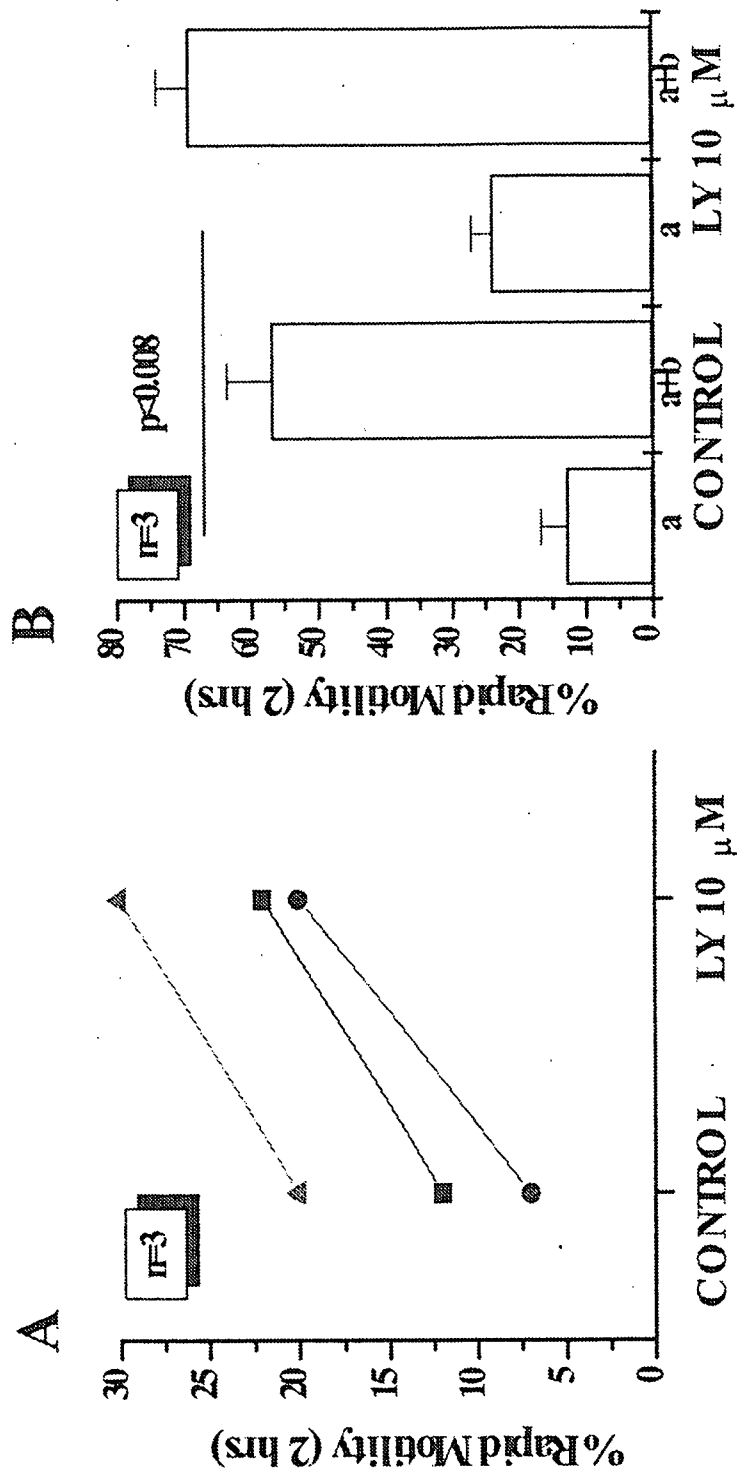 A
n=3
% Rapid Motility (2 hrs)
30
25
20
15
10
5
0
CONTROL LY 10 μM
B
n=3
p<0.008
% Rapid Motility (2 hrs)
80
70
60
50
40
30
20
10
0
a a+b a a+b
CONTROL LY 10 μM